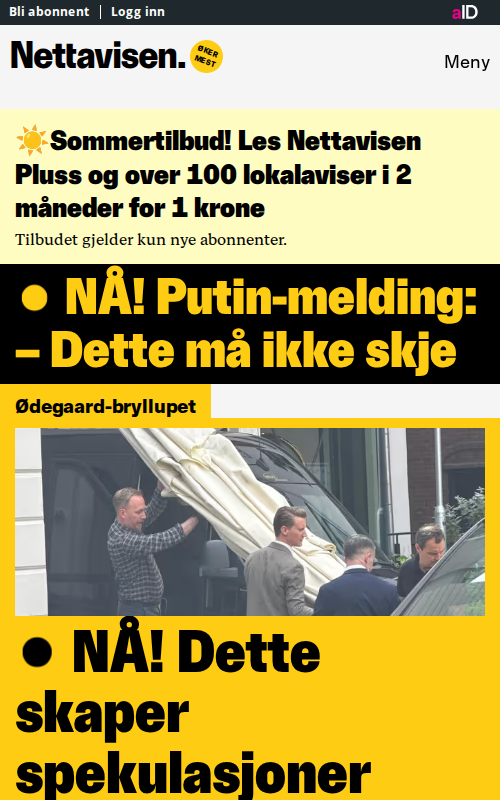 Bli abonnent | Logg inn
aID
Nettavisen.
ØKER
MEST
Meny
☀️Sommertilbud! Les Nettavisen
Pluss og over 100 lokalaviser i 2
måneder for 1 krone
Tilbudet gjelder kun nye abonnenter.
● NÅ! Putin-melding:
– Dette må ikke skje
Ødegaard-bryllupet
● NÅ! Dette
skaper
spekulasjoner